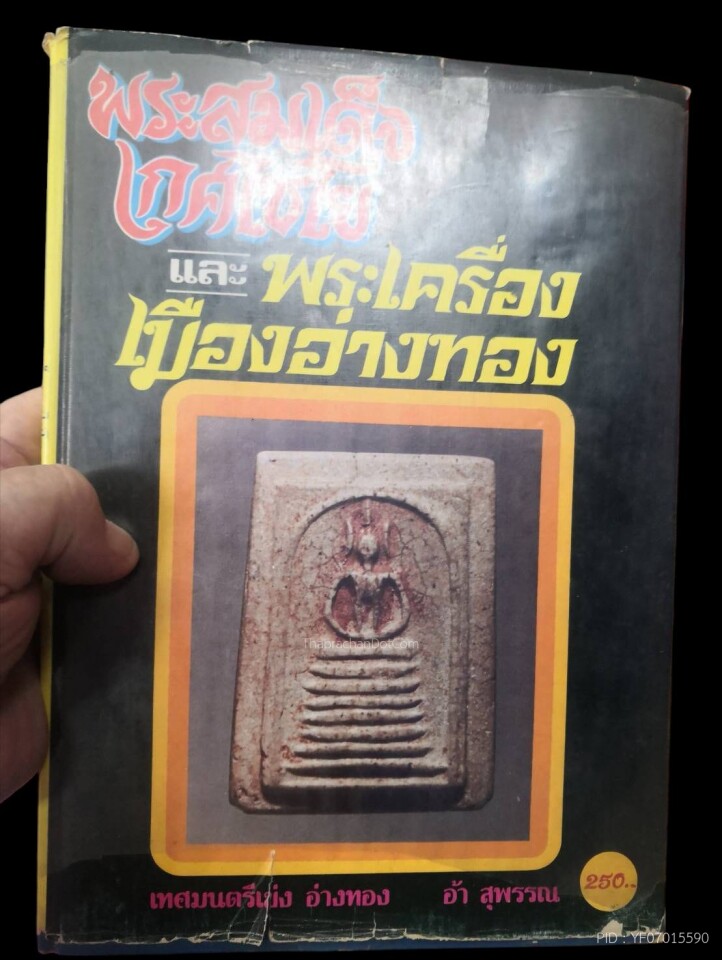 พระสมเด็จ
เกศไชโย
และ พระเครื่อง
เมืองอ่างทอง
ThaprachanDotCom
เทศมนตรีเม่ง อ่างทอง อ้า สุพรรณ
250..
PID : YF07015590